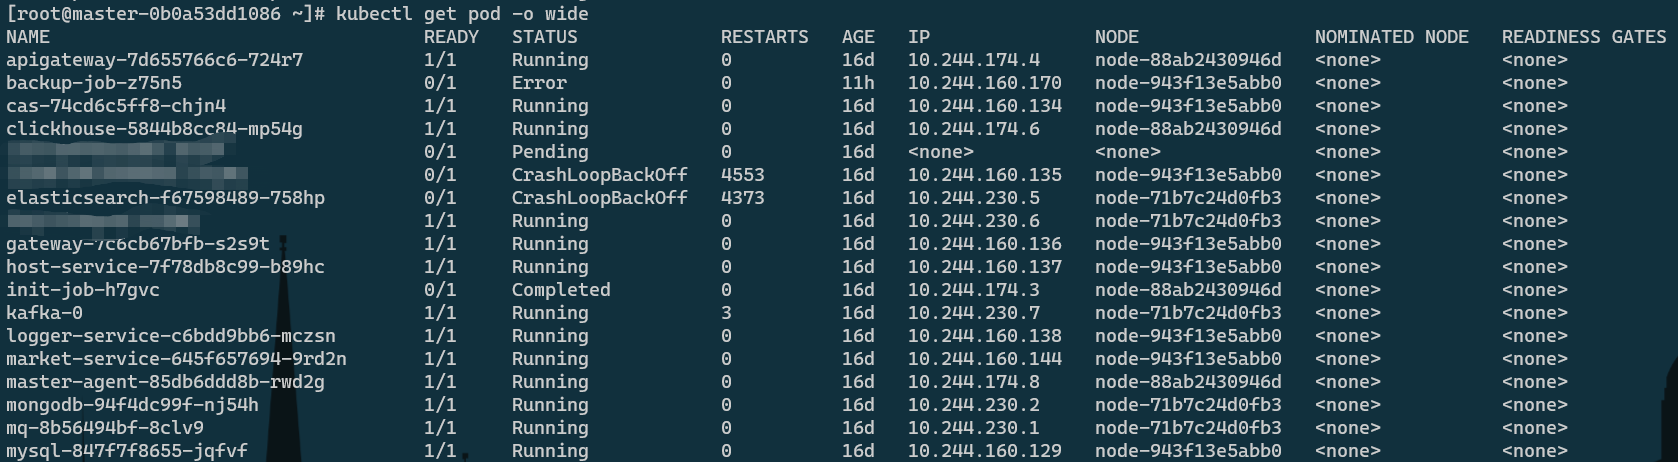 [root@master-0b0a53dd1086 ~]# kubectl get pod -o wide
NAME READY STATUS RESTARTS AGE IP NODE NOMINATED NODE READINESS GATES
apigateway-7d655766c6-724r7 1/1 Running 0 16d 10.244.174.4 node-88ab2430946d <none> <none>
backup-job-z75n5 0/1 Error 0 11h 10.244.160.170 node-943f13e5abb0 <none> <none>
cas-74cd6c5ff8-chjn4 1/1 Running 0 16d 10.244.160.134 node-943f13e5abb0 <none> <none>
clickhouse-5844b8cc84-mp54g 1/1 Running 0 16d 10.244.174.6 node-88ab2430946d <none> <none>
0/1 Pending 0 16d <none> <none> <none> <none>
0/1 CrashLoopBackOff 4553 16d 10.244.160.135 node-943f13e5abb0 <none> <none>
elasticsearch-f67598489-758hp 0/1 CrashLoopBackOff 4373 16d 10.244.230.5 node-71b7c24d0fb3 <none> <none>
1/1 Running 0 16d 10.244.230.6 node-71b7c24d0fb3 <none> <none>
gateway-7c6cb67bfb-s2s9t 1/1 Running 0 16d 10.244.160.136 node-943f13e5abb0 <none> <none>
host-service-7f78db8c99-b89hc 1/1 Running 0 16d 10.244.160.137 node-943f13e5abb0 <none> <none>
init-job-h7gvc 0/1 Completed 0 16d 10.244.174.3 node-88ab2430946d <none> <none>
kafka-0 1/1 Running 3 16d 10.244.230.7 node-71b7c24d0fb3 <none> <none>
logger-service-c6bdd9bb6-mczsn 1/1 Running 0 16d 10.244.160.138 node-943f13e5abb0 <none> <none>
market-service-645f657694-9rd2n 1/1 Running 0 16d 10.244.160.144 node-943f13e5abb0 <none> <none>
master-agent-85db6ddd8b-rwd2g 1/1 Running 0 16d 10.244.174.8 node-88ab2430946d <none> <none>
mongodb-94f4dc99f-nj54h 1/1 Running 0 16d 10.244.230.2 node-71b7c24d0fb3 <none> <none>
mq-8b56494bf-8clv9 1/1 Running 0 16d 10.244.230.1 node-71b7c24d0fb3 <none> <none>
mysql-847f7f8655-jqfvf 1/1 Running 0 16d 10.244.160.129 node-943f13e5abb0 <none> <none>